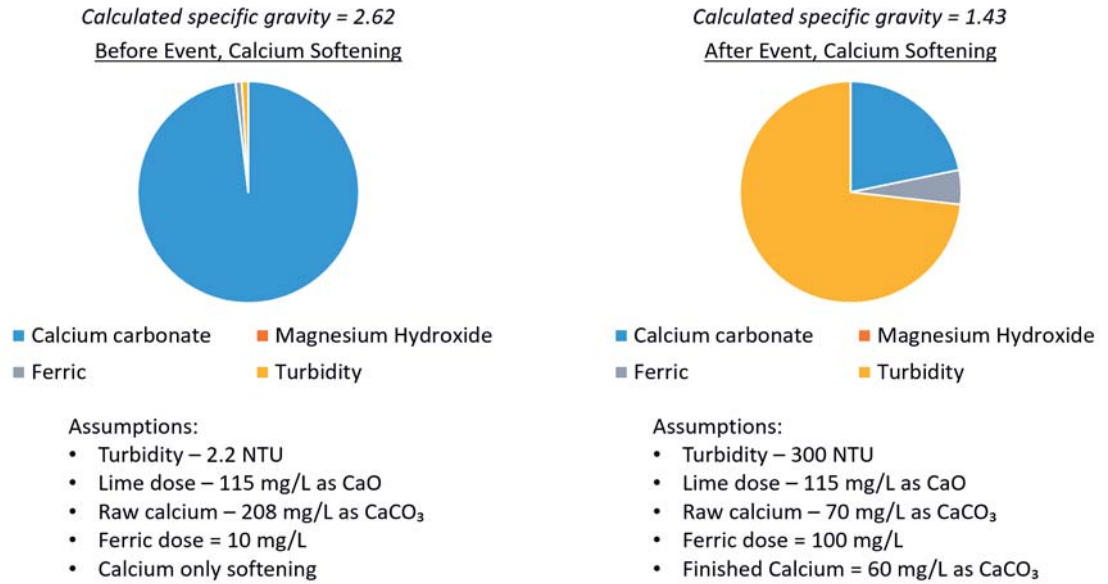 Calculated specific gravity = 2.62
Before Event, Calcium Softening
Calcium carbonate
Magnesium Hydroxide
Ferric
Turbidity
Assumptions:
• Turbidity – 2.2 NTU
• Lime dose – 115 mg/L as CaO
• Raw calcium – 208 mg/L as CaCO₃
• Ferric dose = 10 mg/L
• Calcium only softening
Calculated specific gravity = 1.43
After Event, Calcium Softening
Calcium carbonate
Magnesium Hydroxide
Ferric
Turbidity
Assumptions:
• Turbidity – 300 NTU
• Lime dose – 115 mg/L as CaO
• Raw calcium – 70 mg/L as CaCO₃
• Ferric dose = 100 mg/L
• Finished Calcium = 60 mg/L as CaCO₃